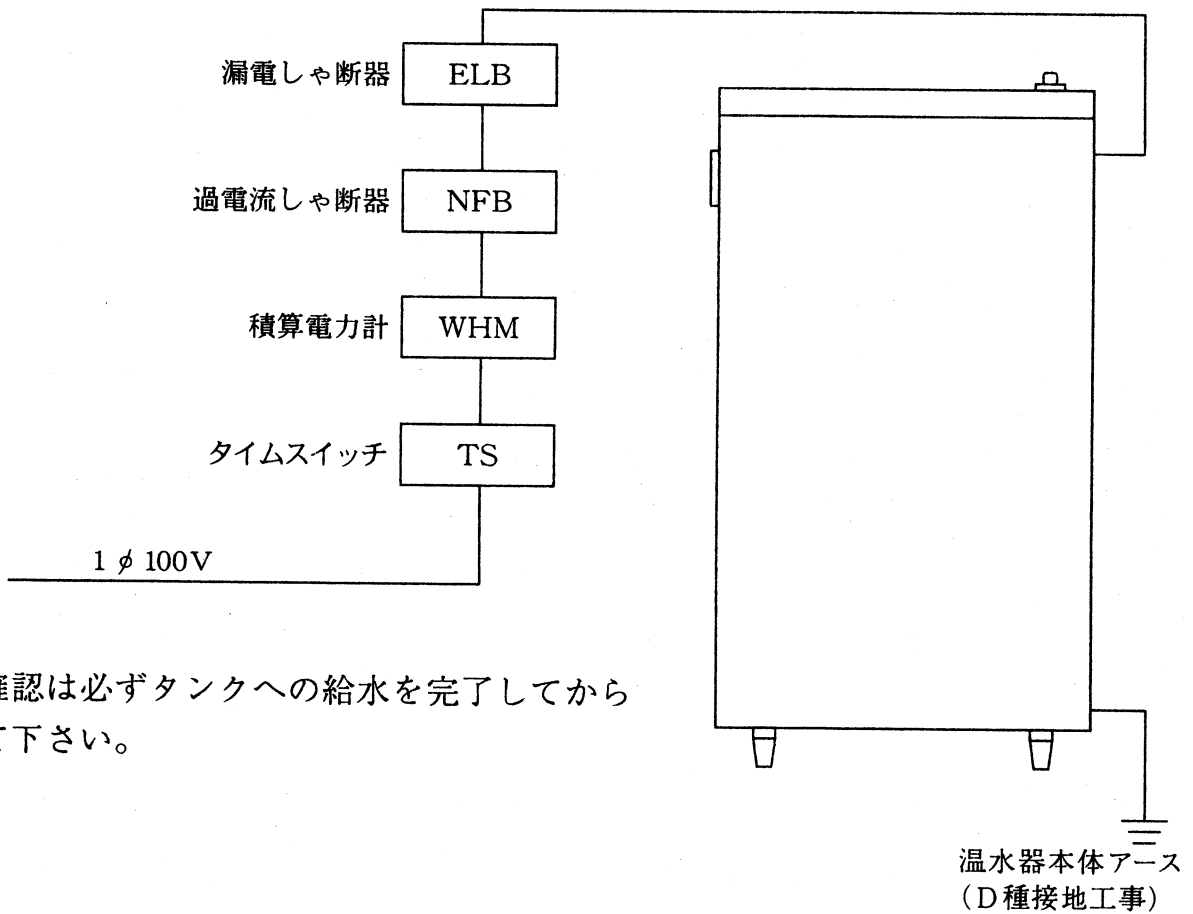 漏電しゃ断器 ELB
過電流しゃ断器 NFB
積算電力計 WHM
タイムスイッチ TS
1 φ 100V
認は必ずタンクへの給水を完了してから
下さい。
温水器本体アース
（D種接地工事）